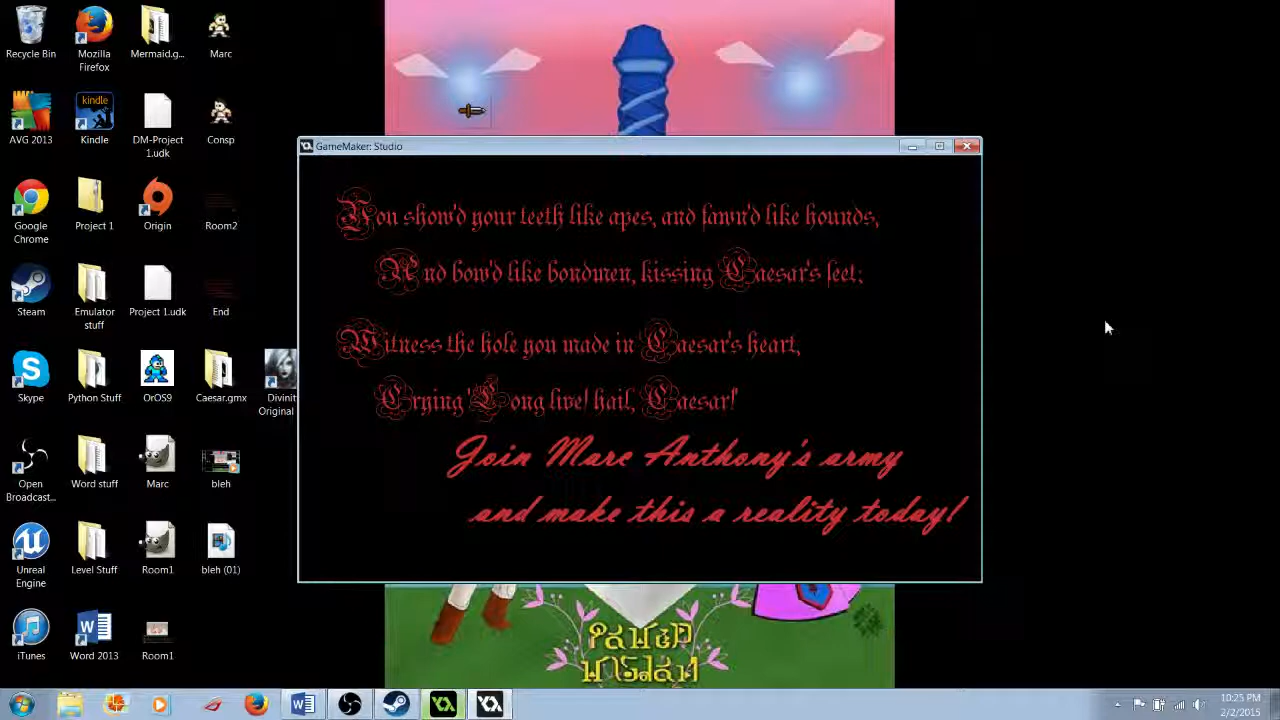 Recycle Bin
Mozilla Firefox
Mermaid.g...
Marc
AVG 2013
kindle
Kindle
DM-Project 1.udk
Consp
Google Chrome
Project 1
Origin
Room2
Steam
Emulator stuff
Project 1.udk
End
Skype
Python Stuff
OrOS9
Caesar.gmx
Divinit
Original
Open Broadcast...
Word stuff
Marc
bleh
Unreal Engine
Level Stuff
Room1
bleh (01)
iTunes
Word 2013
Room1
GameMaker: Studio
You show'd your teeth like apes, and fawn'd like hounds,
And bow'd like bondmen, kissing Caesar's feet;
Witness the hole you made in Caesar's heart,
Crying 'Long live! hail, Caesar!'
Join Marc Anthony's army
and make this a reality today!
10:25 PM
2/2/2015